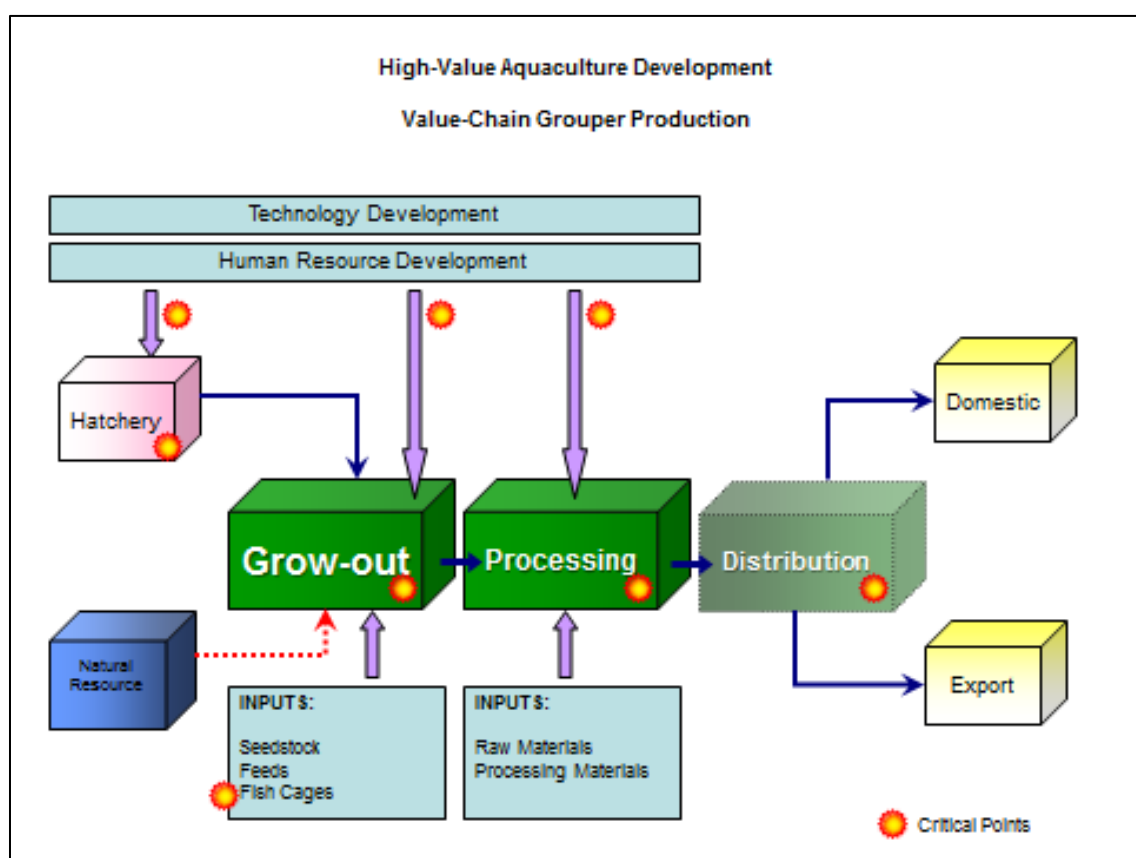 High-Value Aquaculture Development
Value-Chain Grouper Production
Technology Development
Human Resource Development
Hatchery
Domestic
Grow-out
Processing
Distribution
Natural
Resource
Export
INPUTS:
Seedstock
Feeds
Fish Cages
INPUTS:
Raw Materials
Processing Materials
Critical Points